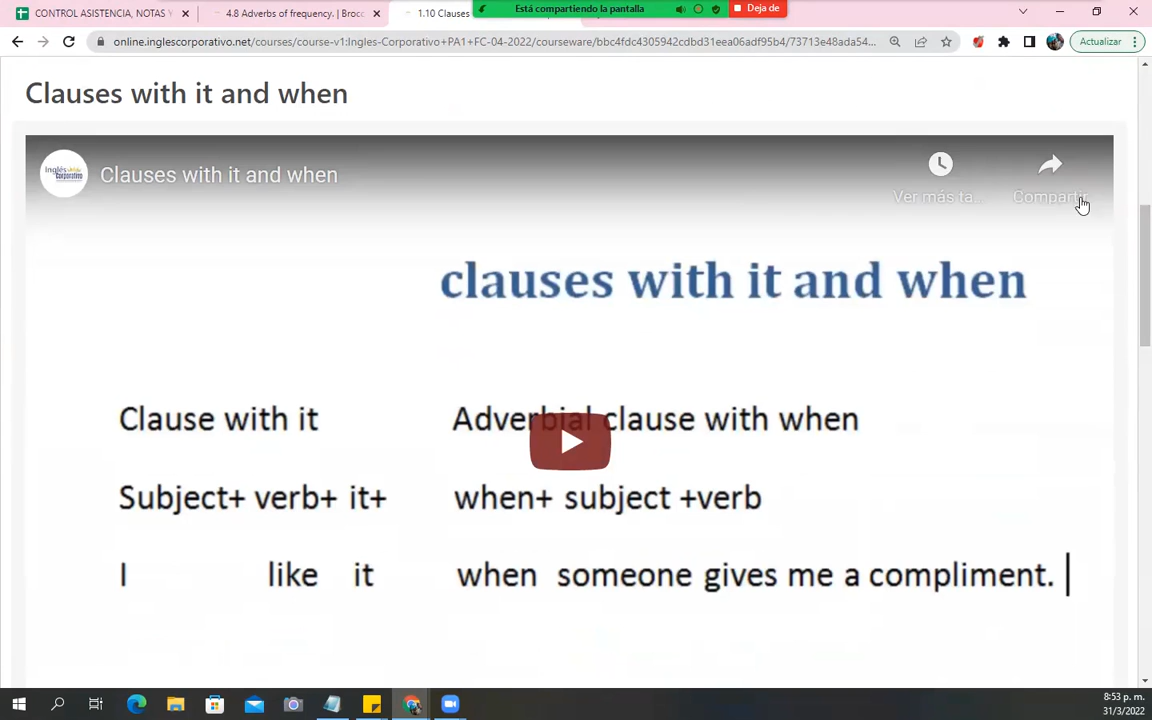 Está compartiendo la pantalla
Deja de
CONTROL ASISTENCIA, NOTAS Y
4.8 Adverbs of frequency. | Broco
1.10 Clauses
online.inglescorporativo.net/courses/course-v1:Ingles-Corporativo+PA1+FC-04-2022/courseware/bbc4fdc4305942cdbd31eea06adf95b4/73713e48ada54...
Actualizar
Clauses with it and when
Inglés
Corporativo
Clauses with it and when
Ver más ta...
Compartir
clauses with it and when
Clause with it Adverbial clause with when
Subject+ verb+ it+ when+ subject +verb
I like it when someone gives me a compliment.
8:53 p. m.
31/3/2022